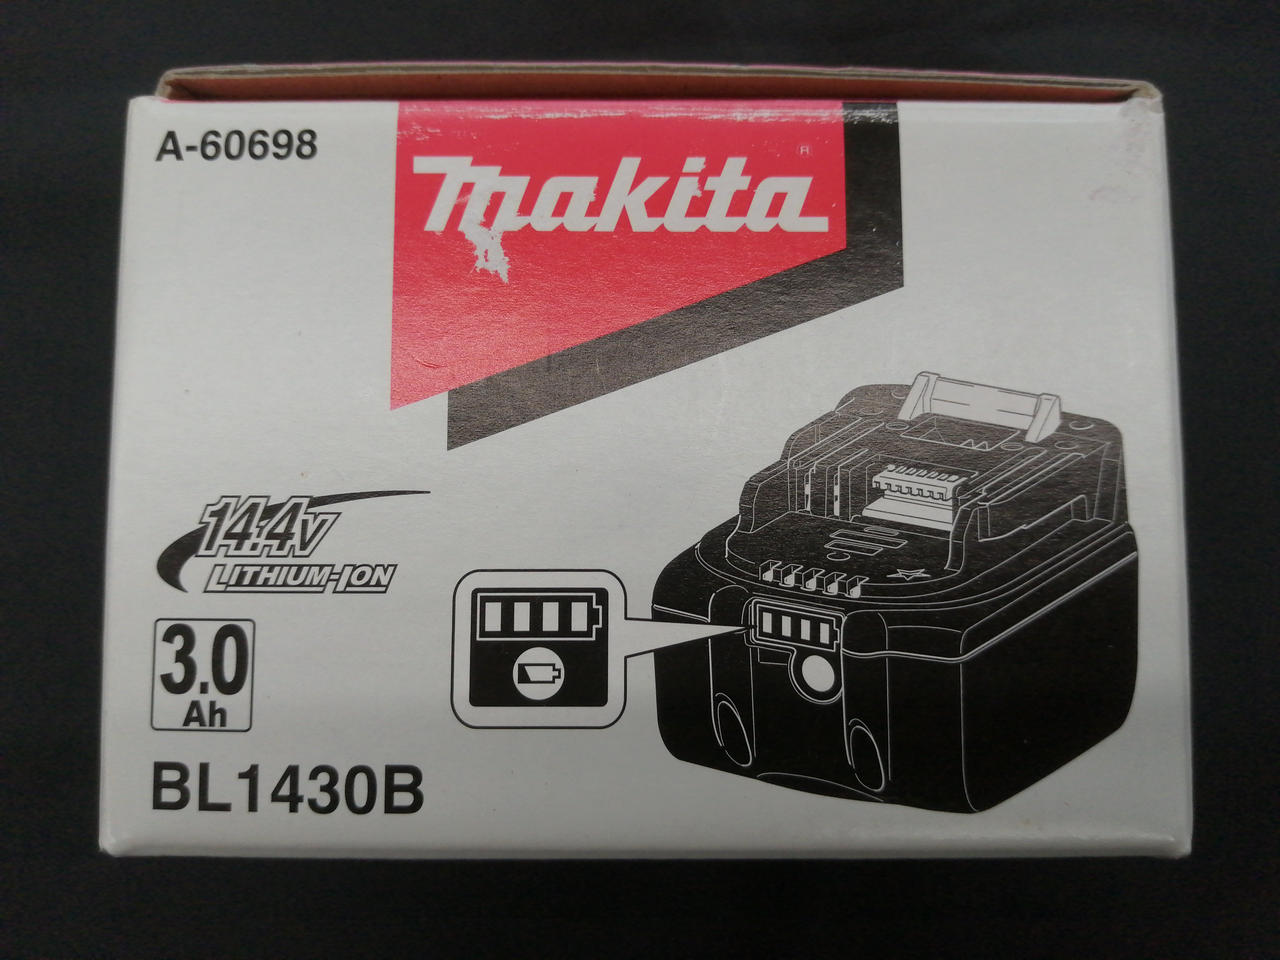 A-60698
makita ®
14.4V
LITHIUM-ION
3.0
Ah
BL1430B